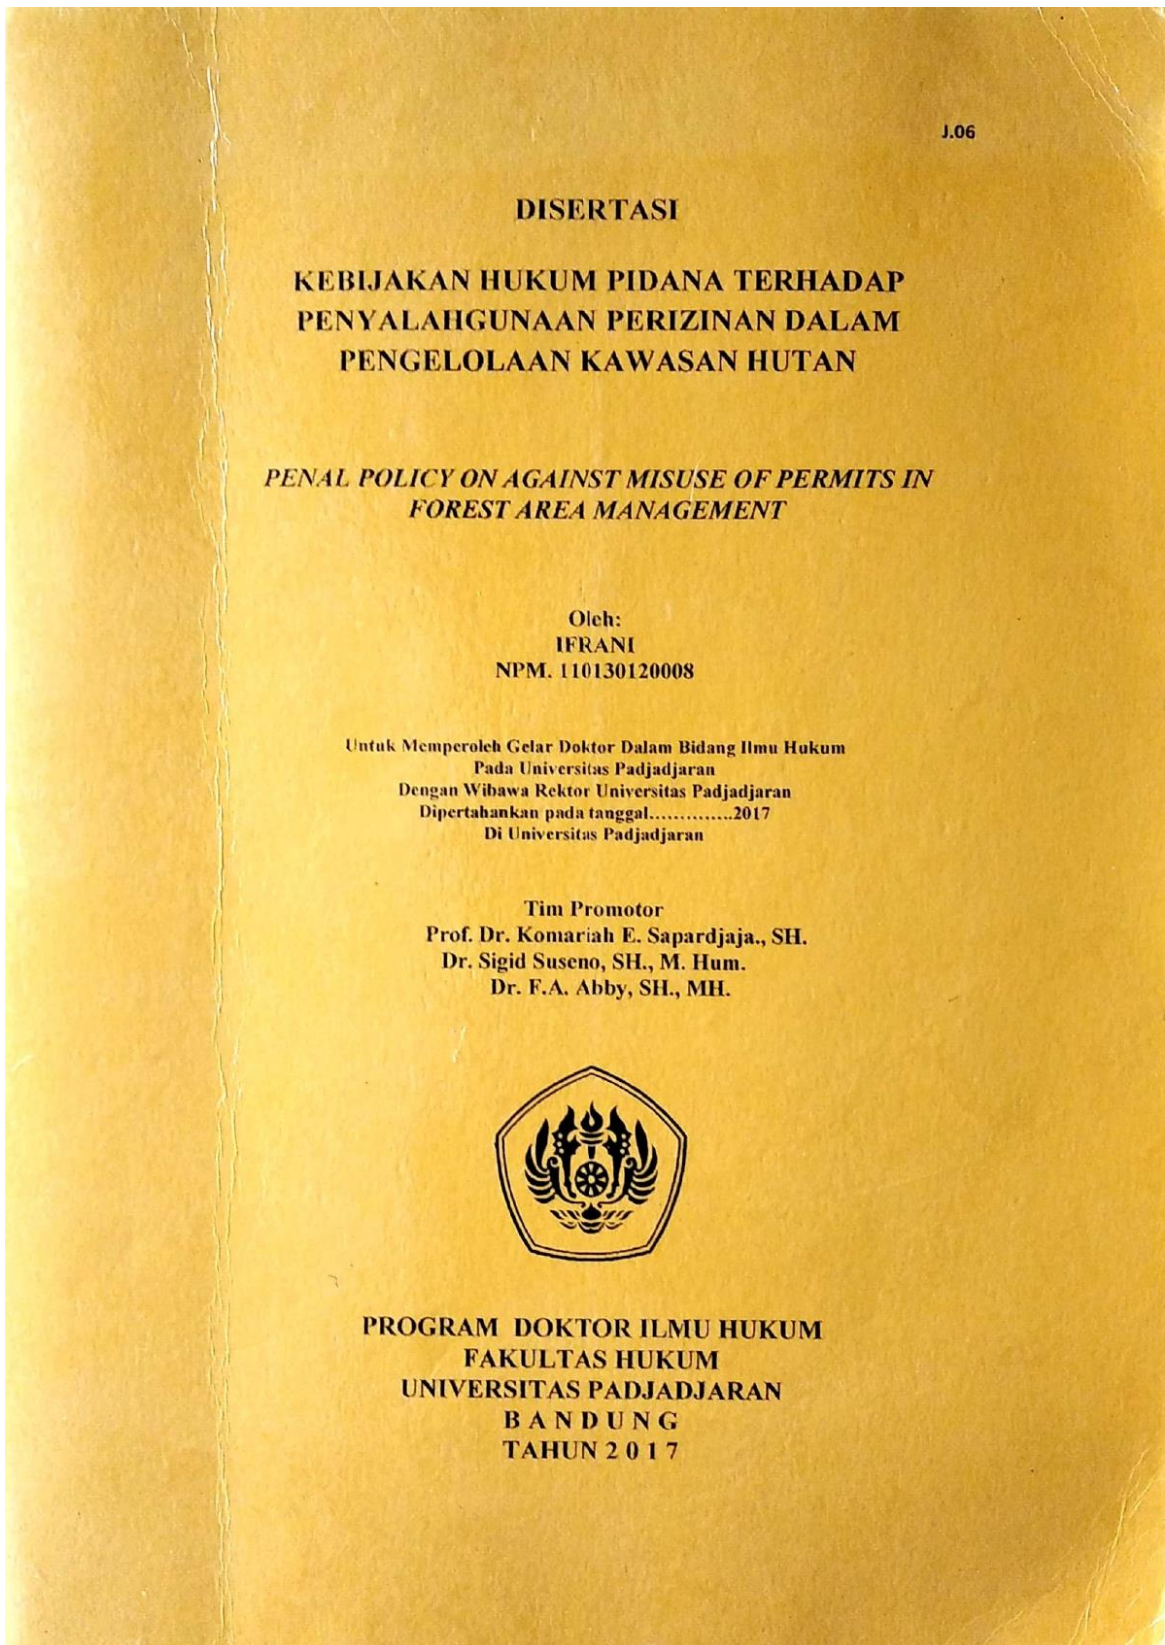 J.06
DISERTASI
KEBIJAKAN HUKUM PIDANA TERHADAP
PENYALAHGUNAAN PERIZINAN DALAM
PENGELOLAAN KAWASAN HUTAN
PENAL POLICY ON AGAINST MISUSE OF PERMITS IN
FOREST AREA MANAGEMENT
Oleh:
IFRANI
NPM. 110130120008
Untuk Memperoleh Gelar Doktor Dalam Bidang Ilmu Hukum
Pada Universitas Padjadjaran
Dengan Wibawa Rektor Universitas Padjadjaran
Dipertahankan pada tanggal..............2017
Di Universitas Padjadjaran
Tim Promotor
Prof. Dr. Komariah E. Sapardjaja., SH.
Dr. Sigid Suseno, SH., M. Hum.
Dr. F.A. Abby, SH., MH.
PROGRAM DOKTOR ILMU HUKUM
FAKULTAS HUKUM
UNIVERSITAS PADJADJARAN
B A N D U N G
TAHUN 2 0 1 7